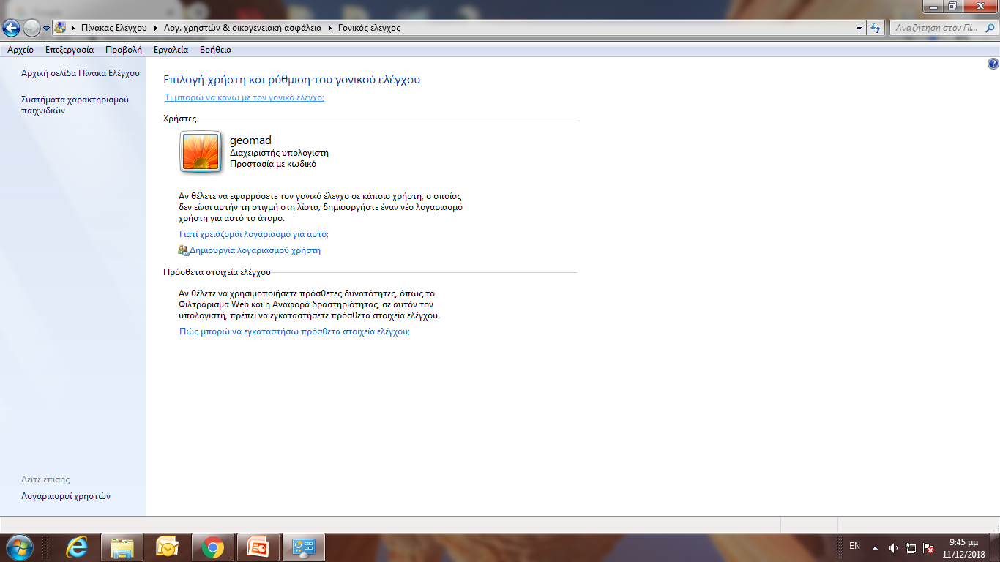 Πίνακας Ελέγχου ▸ Λογ. χρηστών & οικογενειακή ασφάλεια ▸ Γονικός έλεγχος
Αναζήτηση στον Πί...
Αρχείο Επεξεργασία Προβολή Εργαλεία Βοήθεια
Αρχική σελίδα Πίνακα Ελέγχου
Συστήματα χαρακτηρισμού
παιχνιδιών
Επιλογή χρήστη και ρύθμιση του γονικού ελέγχου
Τι μπορώ να κάνω με τον γονικό έλεγχο;
Χρήστες
geomad
Διαχειριστής υπολογιστή
Προστασία με κωδικό
Αν θέλετε να εφαρμόσετε τον γονικό έλεγχο σε κάποιο χρήστη, ο οποίος
δεν είναι αυτήν τη στιγμή στη λίστα, δημιουργήστε έναν νέο λογαριασμό
χρήστη για αυτό το άτομο.
Γιατί χρειάζομαι λογαριασμό για αυτό;
Δημιουργία λογαριασμού χρήστη
Πρόσθετα στοιχεία ελέγχου
Αν θέλετε να χρησιμοποιήσετε πρόσθετες δυνατότητες, όπως το
Φιλτράρισμα Web και η Αναφορά δραστηριότητας, σε αυτόν τον
υπολογιστή, πρέπει να εγκαταστήσετε πρόσθετα στοιχεία ελέγχου.
Πώς μπορώ να εγκαταστήσω πρόσθετα στοιχεία ελέγχου;
Δείτε επίσης
Λογαριασμοί χρηστών
EN
9:45 μμ
11/12/2018